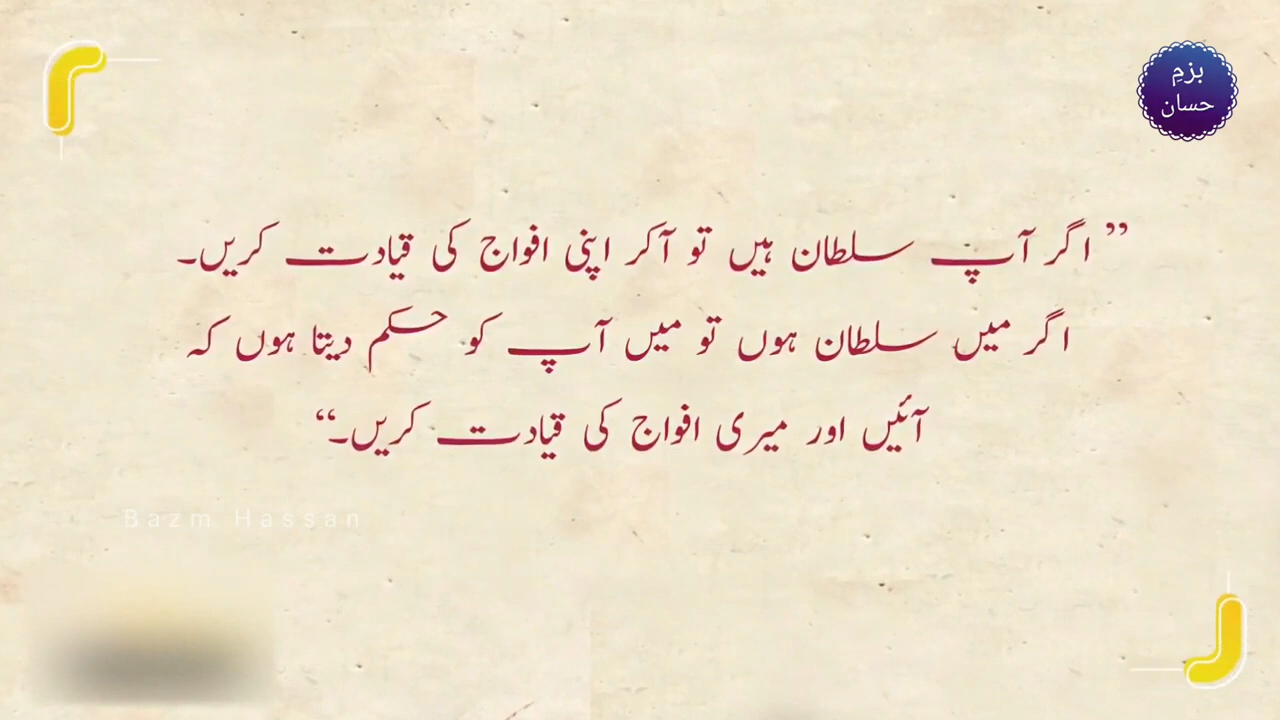 بزمِ
حسان
” اگر آپ سلطان ہیں تو آکر اپنی افواج کی قیادت کریں۔
اگر میں سلطان ہوں تو میں آپ کو حکم دیتا ہوں کہ
آئیں اور میری افواج کی قیادت کریں۔“
Bazm Hassan